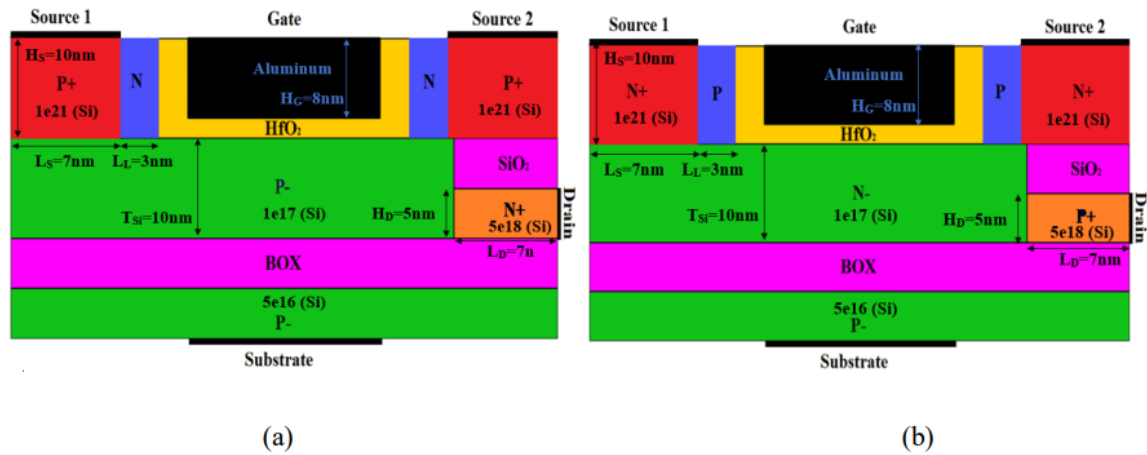 Source 1 Gate Source 2
HS=10nm
P+
1e21 (Si)
N
Aluminum
HG=8nm
HfO2
N
P+
1e21 (Si)
LS=7nm LL=3nm
SiO2
P-
1e17 (Si)
TSi=10nm
HD=5nm
N+
5e18 (Si)
Drain
LD=7n
BOX
5e16 (Si)
P-
Substrate
(a)
Source 1 Gate Source 2
HS=10nm
N+
1e21 (Si)
P
Aluminum
HG=8nm
HfO2
P
N+
1e21 (Si)
LS=7nm LL=3nm
SiO2
N-
1e17 (Si)
TSi=10nm
HD=5nm
P+
5e18 (Si)
Drain
LD=7nm
BOX
5e16 (Si)
P-
Substrate
(b)